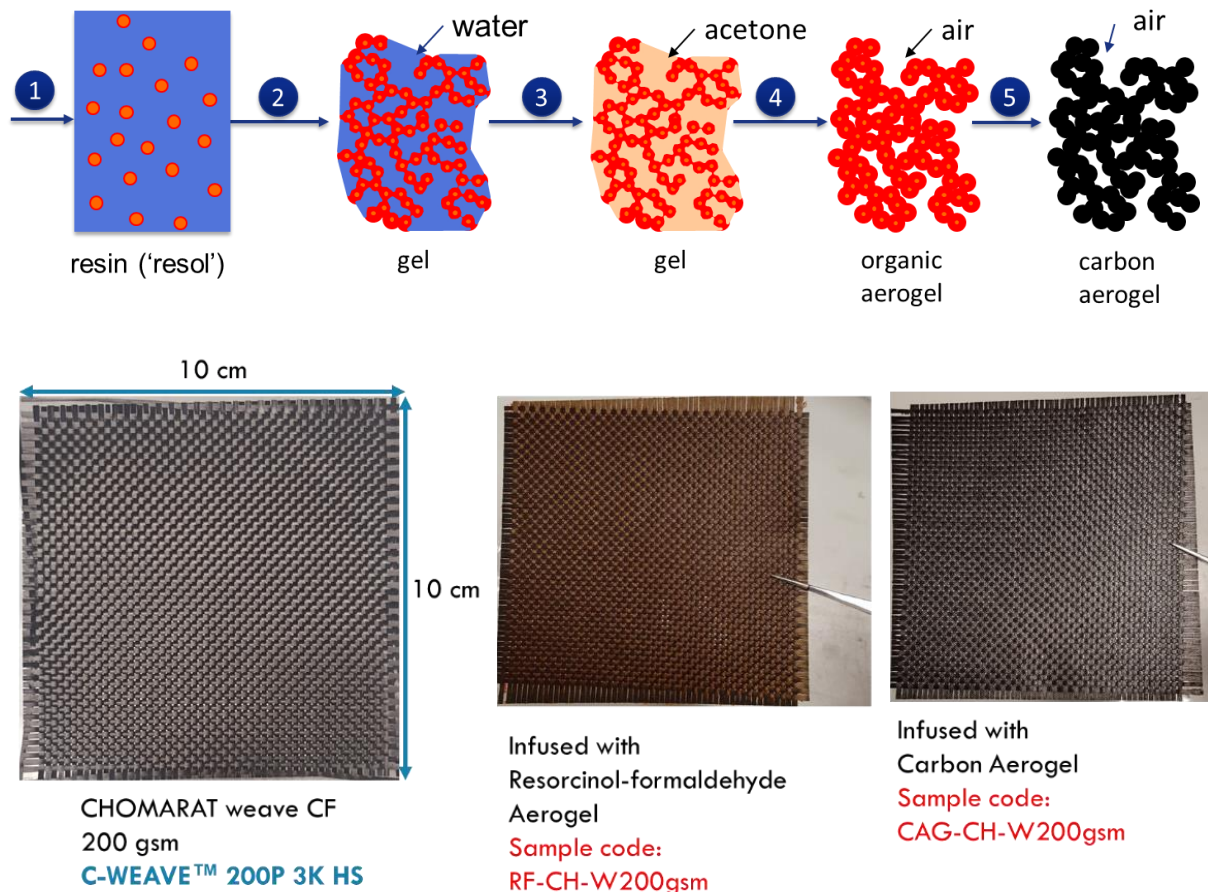 water
acetone
air
air
1
2
3
4
5
resin ('resol')
gel
gel
organic
aerogel
carbon
aerogel
10 cm
10 cm
CHOMARAT weave CF
200 gsm
C-WEAVE™ 200P 3K HS
Infused with
Resorcinol-formaldehyde
Aerogel
Sample code:
RF-CH-W200gsm
Infused with
Carbon Aerogel
Sample code:
CAG-CH-W200gsm